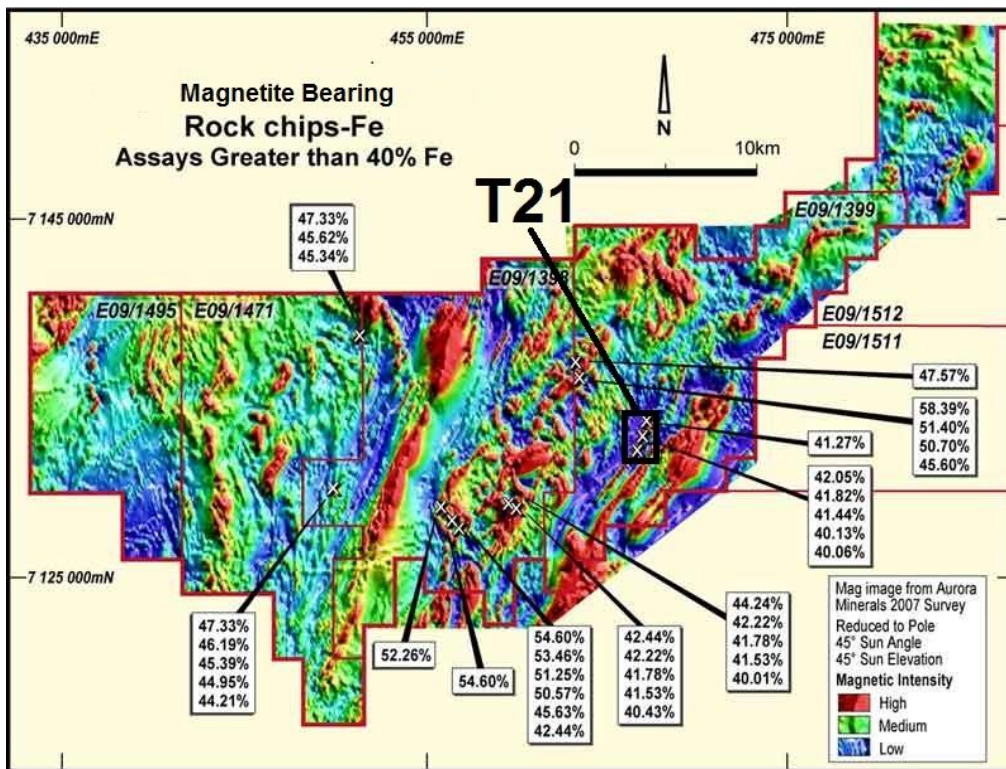 435 000mE
455 000mE
475 000mE
Magnetite Bearing
Rock chips-Fe
Assays Greater than 40% Fe
N
0
10km
T21
7 145 000mN
E09/1399
47.33%
45.62%
45.34%
E09/1398
E09/1495
E09/1471
E09/1512
E09/1511
47.57%
58.39%
51.40%
50.70%
45.60%
41.27%
42.05%
41.82%
41.44%
40.13%
40.06%
7 125 000mN
47.33%
46.19%
45.39%
44.95%
44.21%
52.26%
54.60%
54.60%
53.46%
51.25%
50.57%
45.63%
42.44%
42.44%
42.22%
41.78%
41.53%
40.43%
44.24%
42.22%
41.78%
41.53%
40.01%
Mag image from Aurora
Minerals 2007 Survey
Reduced to Pole
45° Sun Angle
45° Sun Elevation
Magnetic Intensity
High
Medium
Low